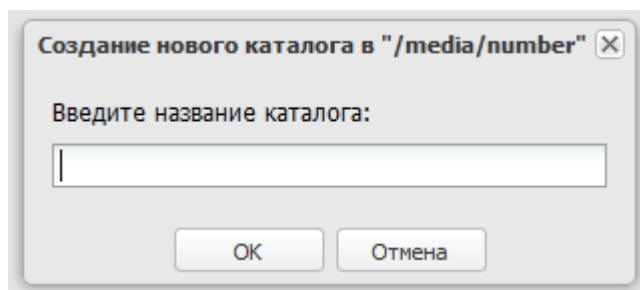 Создание нового каталога в "/media/number"
Введите название каталога:
OK
Отмена